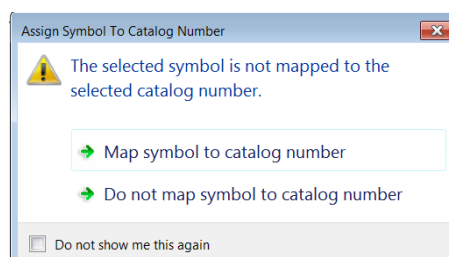 Assign Symbol To Catalog Number
The selected symbol is not mapped to the
selected catalog number.
Map symbol to catalog number
Do not map symbol to catalog number
Do not show me this again